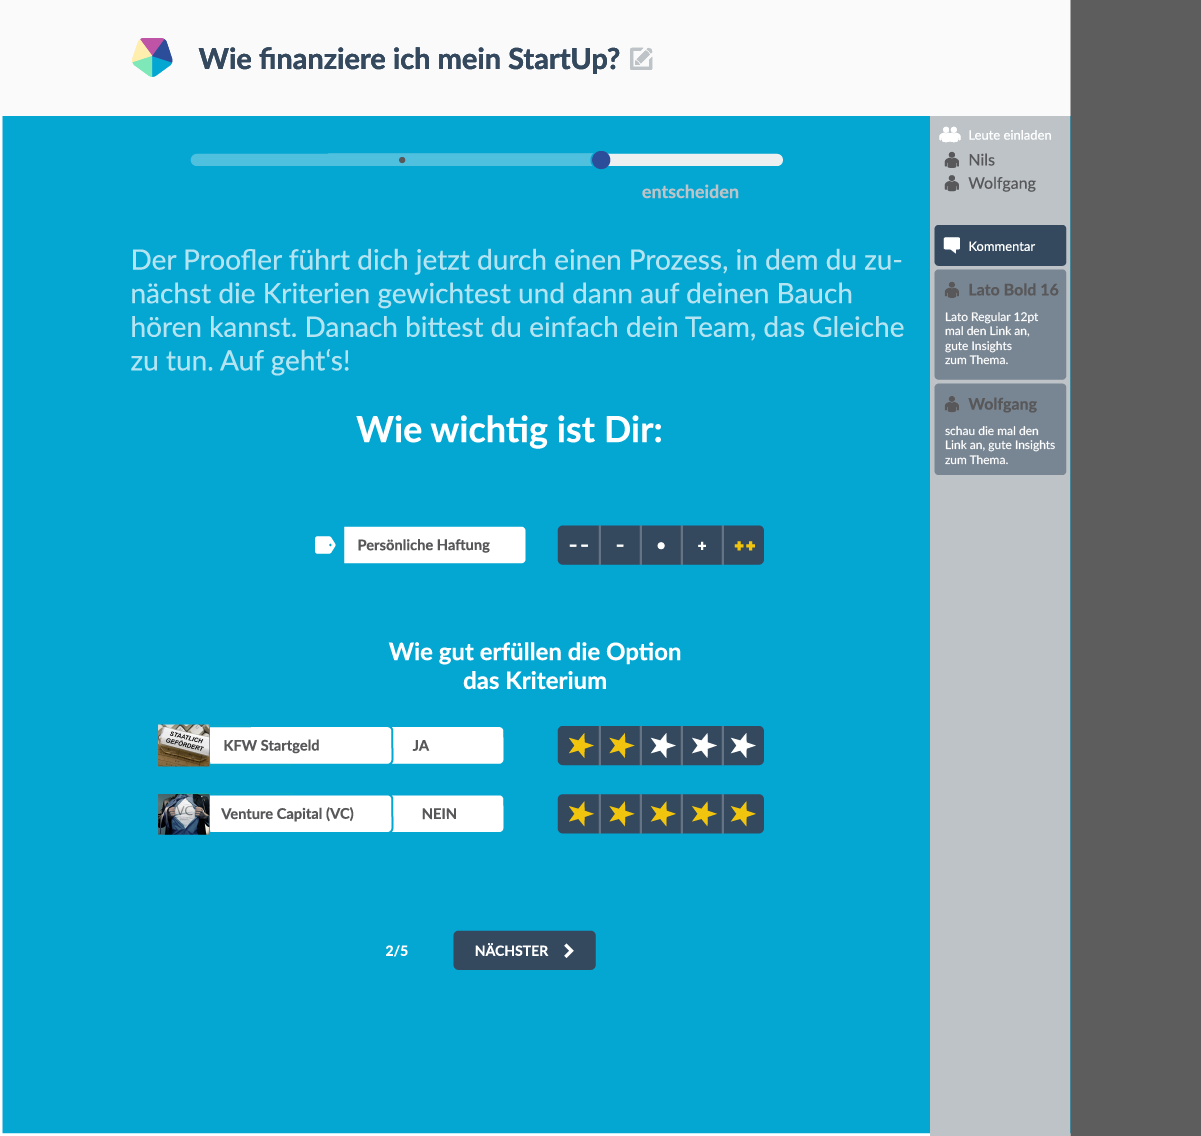 Wie finanziere ich mein StartUp?
entscheiden
Der Proofler führt dich jetzt durch einen Prozess, in dem du zu-
nächst die Kriterien gewichtest und dann auf deinen Bauch
hören kannst. Danach bittest du einfach dein Team, das Gleiche
zu tun. Auf geht‘s!
Wie wichtig ist Dir:
Persönliche Haftung
-- - • + ++
Wie gut erfüllen die Option
das Kriterium
STAATLICH
GEFÖRDERT
KFW Startgeld JA
VC
Venture Capital (VC) NEIN
2/5 NÄCHSTER
Leute einladen
Nils
Wolfgang
Kommentar
Lato Bold 16
Lato Regular 12pt
mal den Link an,
gute Insights
zum Thema.
Wolfgang
schau die mal den
Link an, gute Insights
zum Thema.